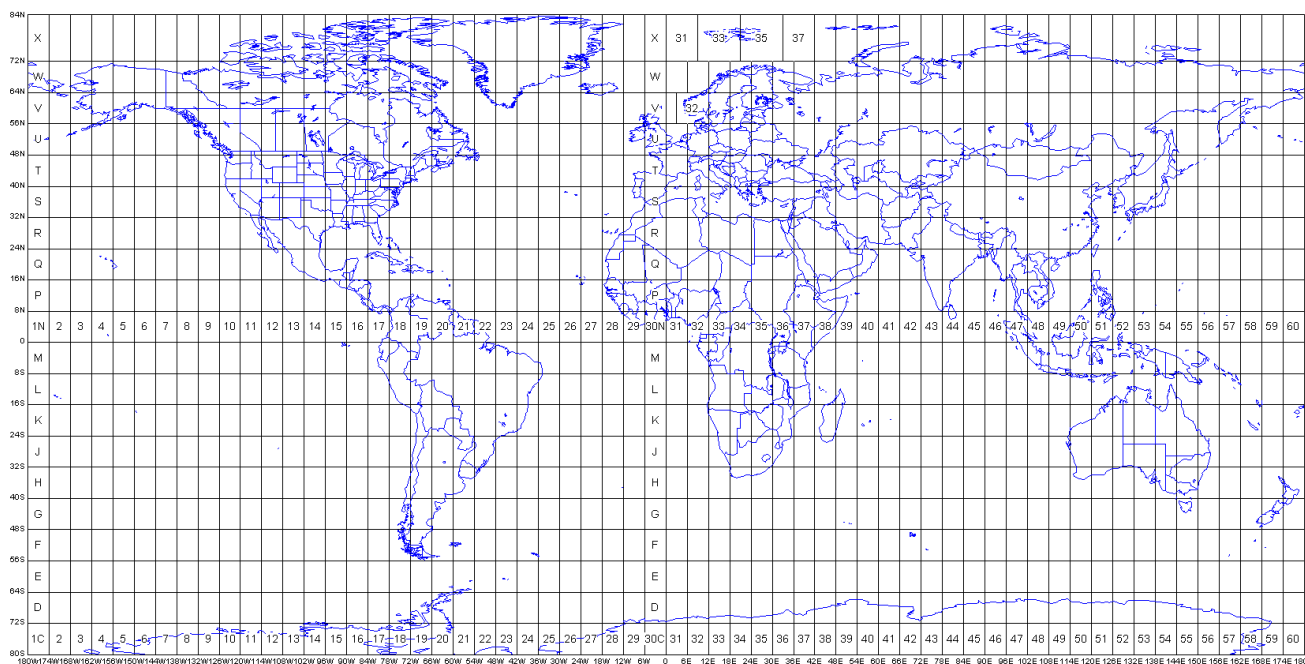 84N
X X 31 33 35 37
72W
W W
64N
V V 32
56N
U U
48N
T T
40N
S S
32N
R R
24N
Q Q
16N
P P
8N
1N 2 3 4 5 6 7 8 9 10 11 12 13 14 15 16 17 18 19 20 21 22 23 24 25 26 27 28 29 30N 31 32 33 34 35 36 37 38 39 40 41 42 43 44 45 46 47 48 49 50 51 52 53 54 55 56 57 58 59 60
0
M M
8S
L L
16S
K K
24S
J J
32S
H H
40S
G G
48S
F F
56S
E E
64S
D D
72S
1C 2 3 4 5 6 7 8 9 10 11 12 13 14 15 16 17 18 19 20 21 22 23 24 25 26 27 28 29 30C 31 32 33 34 35 36 37 38 39 40 41 42 43 44 45 46 47 48 49 50 51 52 53 54 55 56 57 58 59 60
80S
180W 174W 168W 162W 156W 150W 144W 138W 132W 126W 120W 114W 108W 102W 96W 90W 84W 78W 72W 66W 60W 54W 48W 42W 36W 30W 24W 18W 12W 6W 0 6E 12E 18E 24E 30E 36E 42E 48E 54E 60E 66E 72E 78E 84E 90E 96E 102E 108E 114E 120E 126E 132E 138E 144E 150E 156E 162E 168E 174E